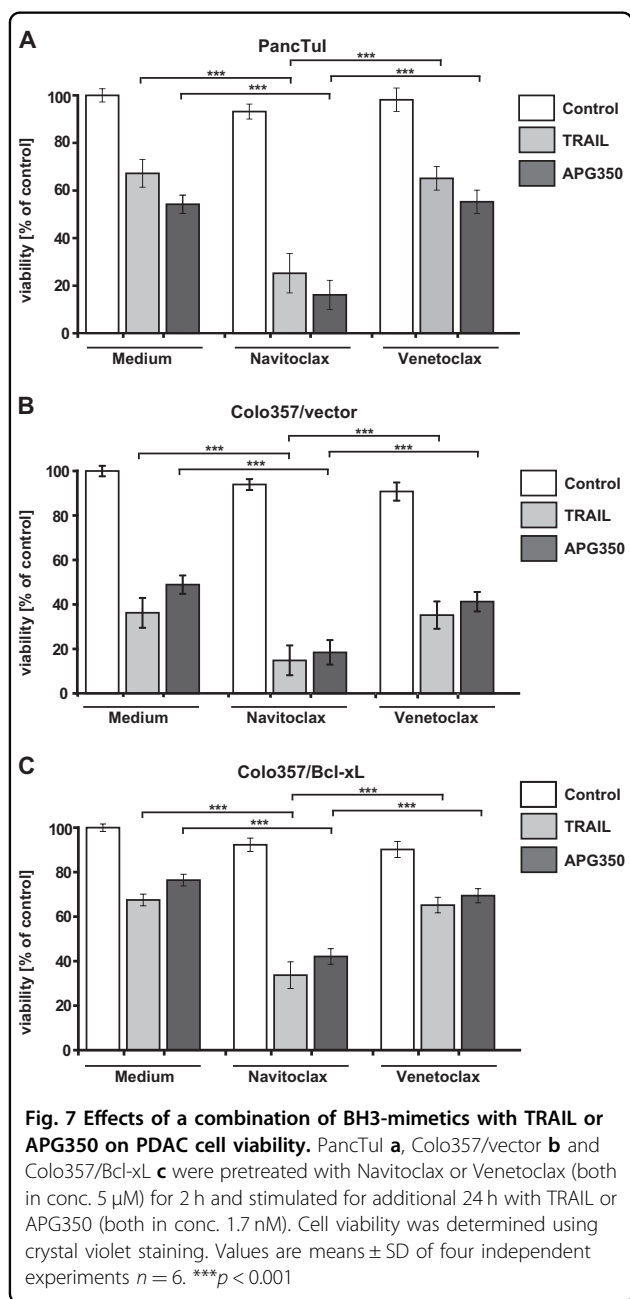 A
PancTuI
***
***
***
***
100
80
60
40
20
0
viability [% of control]
Control
TRAIL
APG350
Medium Navitoclax Venetoclax
B
Colo357/vector
***
***
***
***
100
80
60
40
20
0
viability [% of control]
Control
TRAIL
APG350
Medium Navitoclax Venetoclax
C
Colo357/Bcl-xL
***
***
***
***
100
80
60
40
20
0
viability [% of control]
Control
TRAIL
APG350
Medium Navitoclax Venetoclax
Fig. 7 Effects of a combination of BH3-mimetics with TRAIL or
APG350 on PDAC cell viability. PancTuI a, Colo357/vector b and
Colo357/Bcl-xL c were pretreated with Navitoclax or Venetoclax (both
in conc. 5 µM) for 2 h and stimulated for additional 24 h with TRAIL or
APG350 (both in conc. 1.7 nM). Cell viability was determined using
crystal violet staining. Values are means ± SD of four independent
experiments n = 6. ***p < 0.001